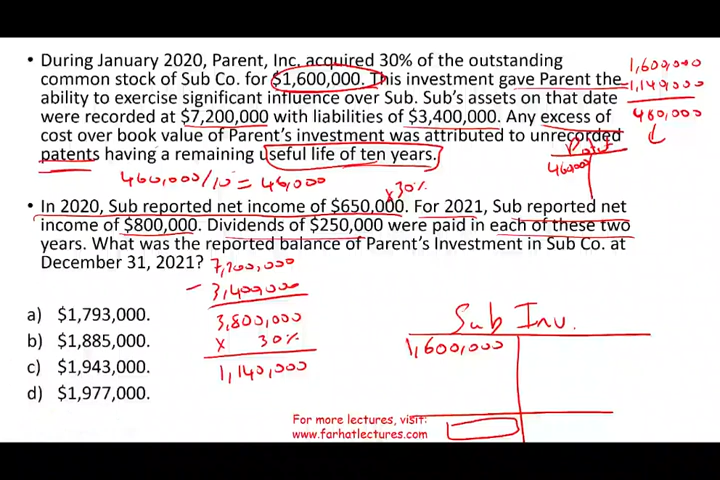 • During January 2020, Parent, Inc. acquired 30% of the outstanding
common stock of Sub Co. for $1,600,000. This investment gave Parent the
ability to exercise significant influence over Sub. Sub's assets on that date
were recorded at $7,200,000 with liabilities of $3,400,000. Any excess of
cost over book value of Parent's investment was attributed to unrecorded
patents having a remaining useful life of ten years.
1,600,000
1,140,000
460,000
Patent
460000
460,000/10 = 46,000
x30%
• In 2020, Sub reported net income of $650,000. For 2021, Sub reported net
income of $800,000. Dividends of $250,000 were paid in each of these two
years. What was the reported balance of Parent's Investment in Sub Co. at
December 31, 2021?
7,200,000
- 3,400,000
3,800,000
x 30%
1,140,000
a) $1,793,000.
b) $1,885,000.
c) $1,943,000.
d) $1,977,000.
Sub Inv.
1,600,000
For more lectures, visit:
www.farhatlectures.com